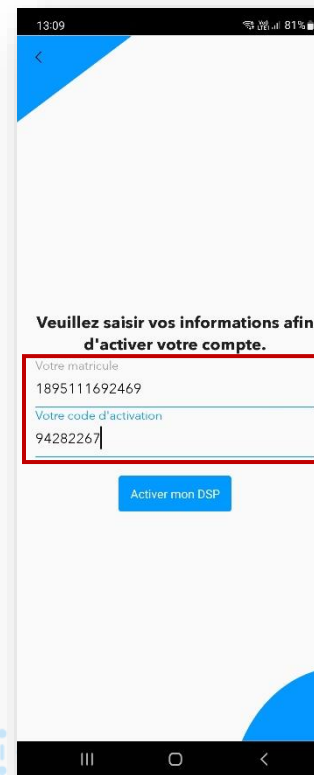 13:09
81%
Veuillez saisir vos informations afin
d'activer votre compte.
Votre matricule
1895111692469
Votre code d'activation
94282267
Activer mon DSP